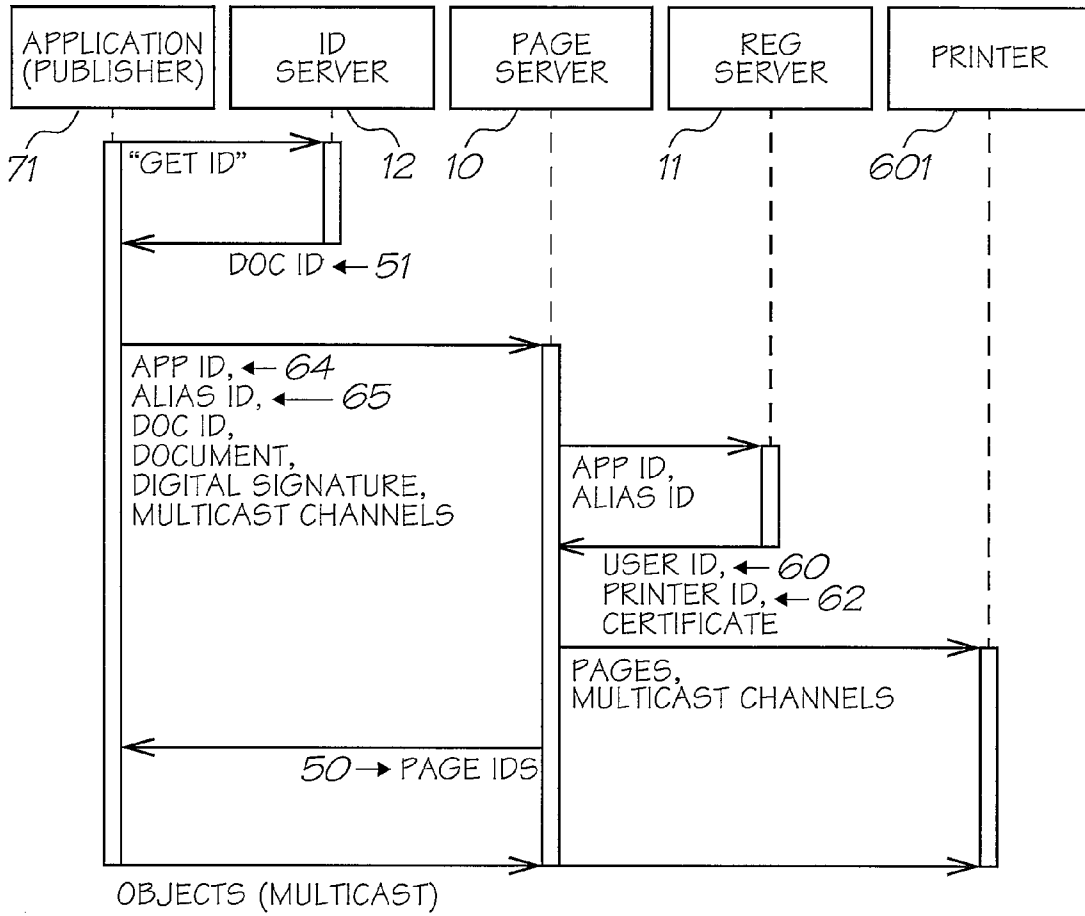 APPLICATION
(PUBLISHER)
ID
SERVER
PAGE
SERVER
REG
SERVER
PRINTER
71
12
10
11
601
"GET ID"
DOC ID 51
APP ID, 64
ALIAS ID, 65
DOC ID,
DOCUMENT,
DIGITAL SIGNATURE,
MULTICAST CHANNELS
APP ID,
ALIAS ID
USER ID, 60
PRINTER ID, 62
CERTIFICATE
PAGES,
MULTICAST CHANNELS
50 PAGE IDS
OBJECTS (MULTICAST)